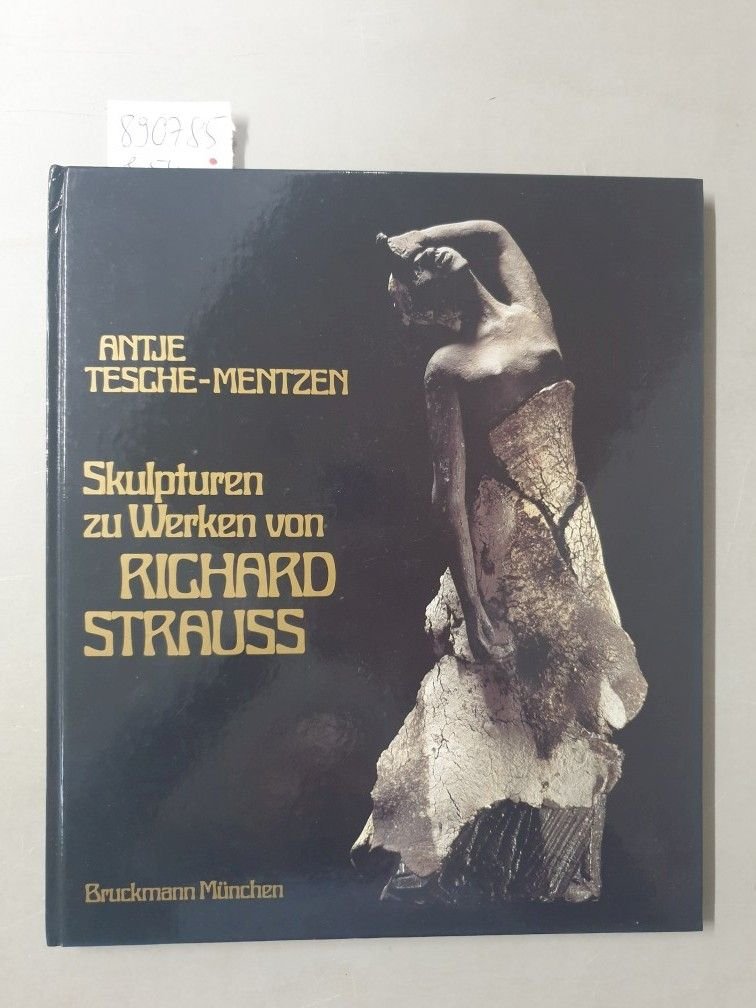 890785
ANTJE
TESCHE-MENTZEN
Skulpturen
zu Werken von
RICHARD
STRAUSS
Bruckmann München